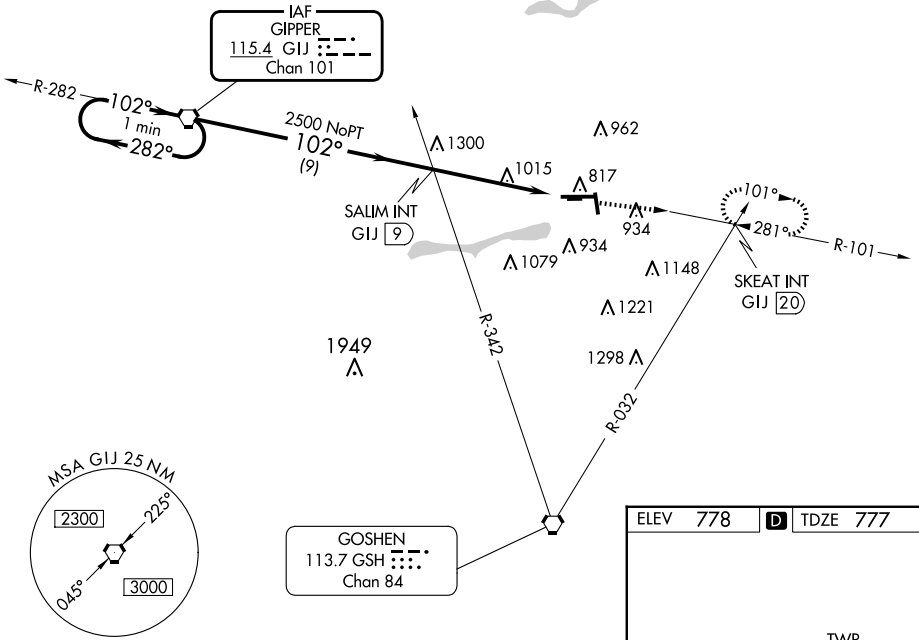 IAF
GIPPER
115.4 GIJ
Chan 101
R-282
102°
1 min
282°
2500 NoPT
102°
(9)
1300
962
1015
817
SALIM INT
GIJ 9
934
934
101°
281°
R-101
1079
1148
SKEAT INT
GIJ 20
1221
R-342
1949
1298
R-032
MSA GIJ 25 NM
2300
225°
045°
3000
GOSHEN
113.7 GSH
Chan 84
ELEV 778 D TDZE 777
TWR